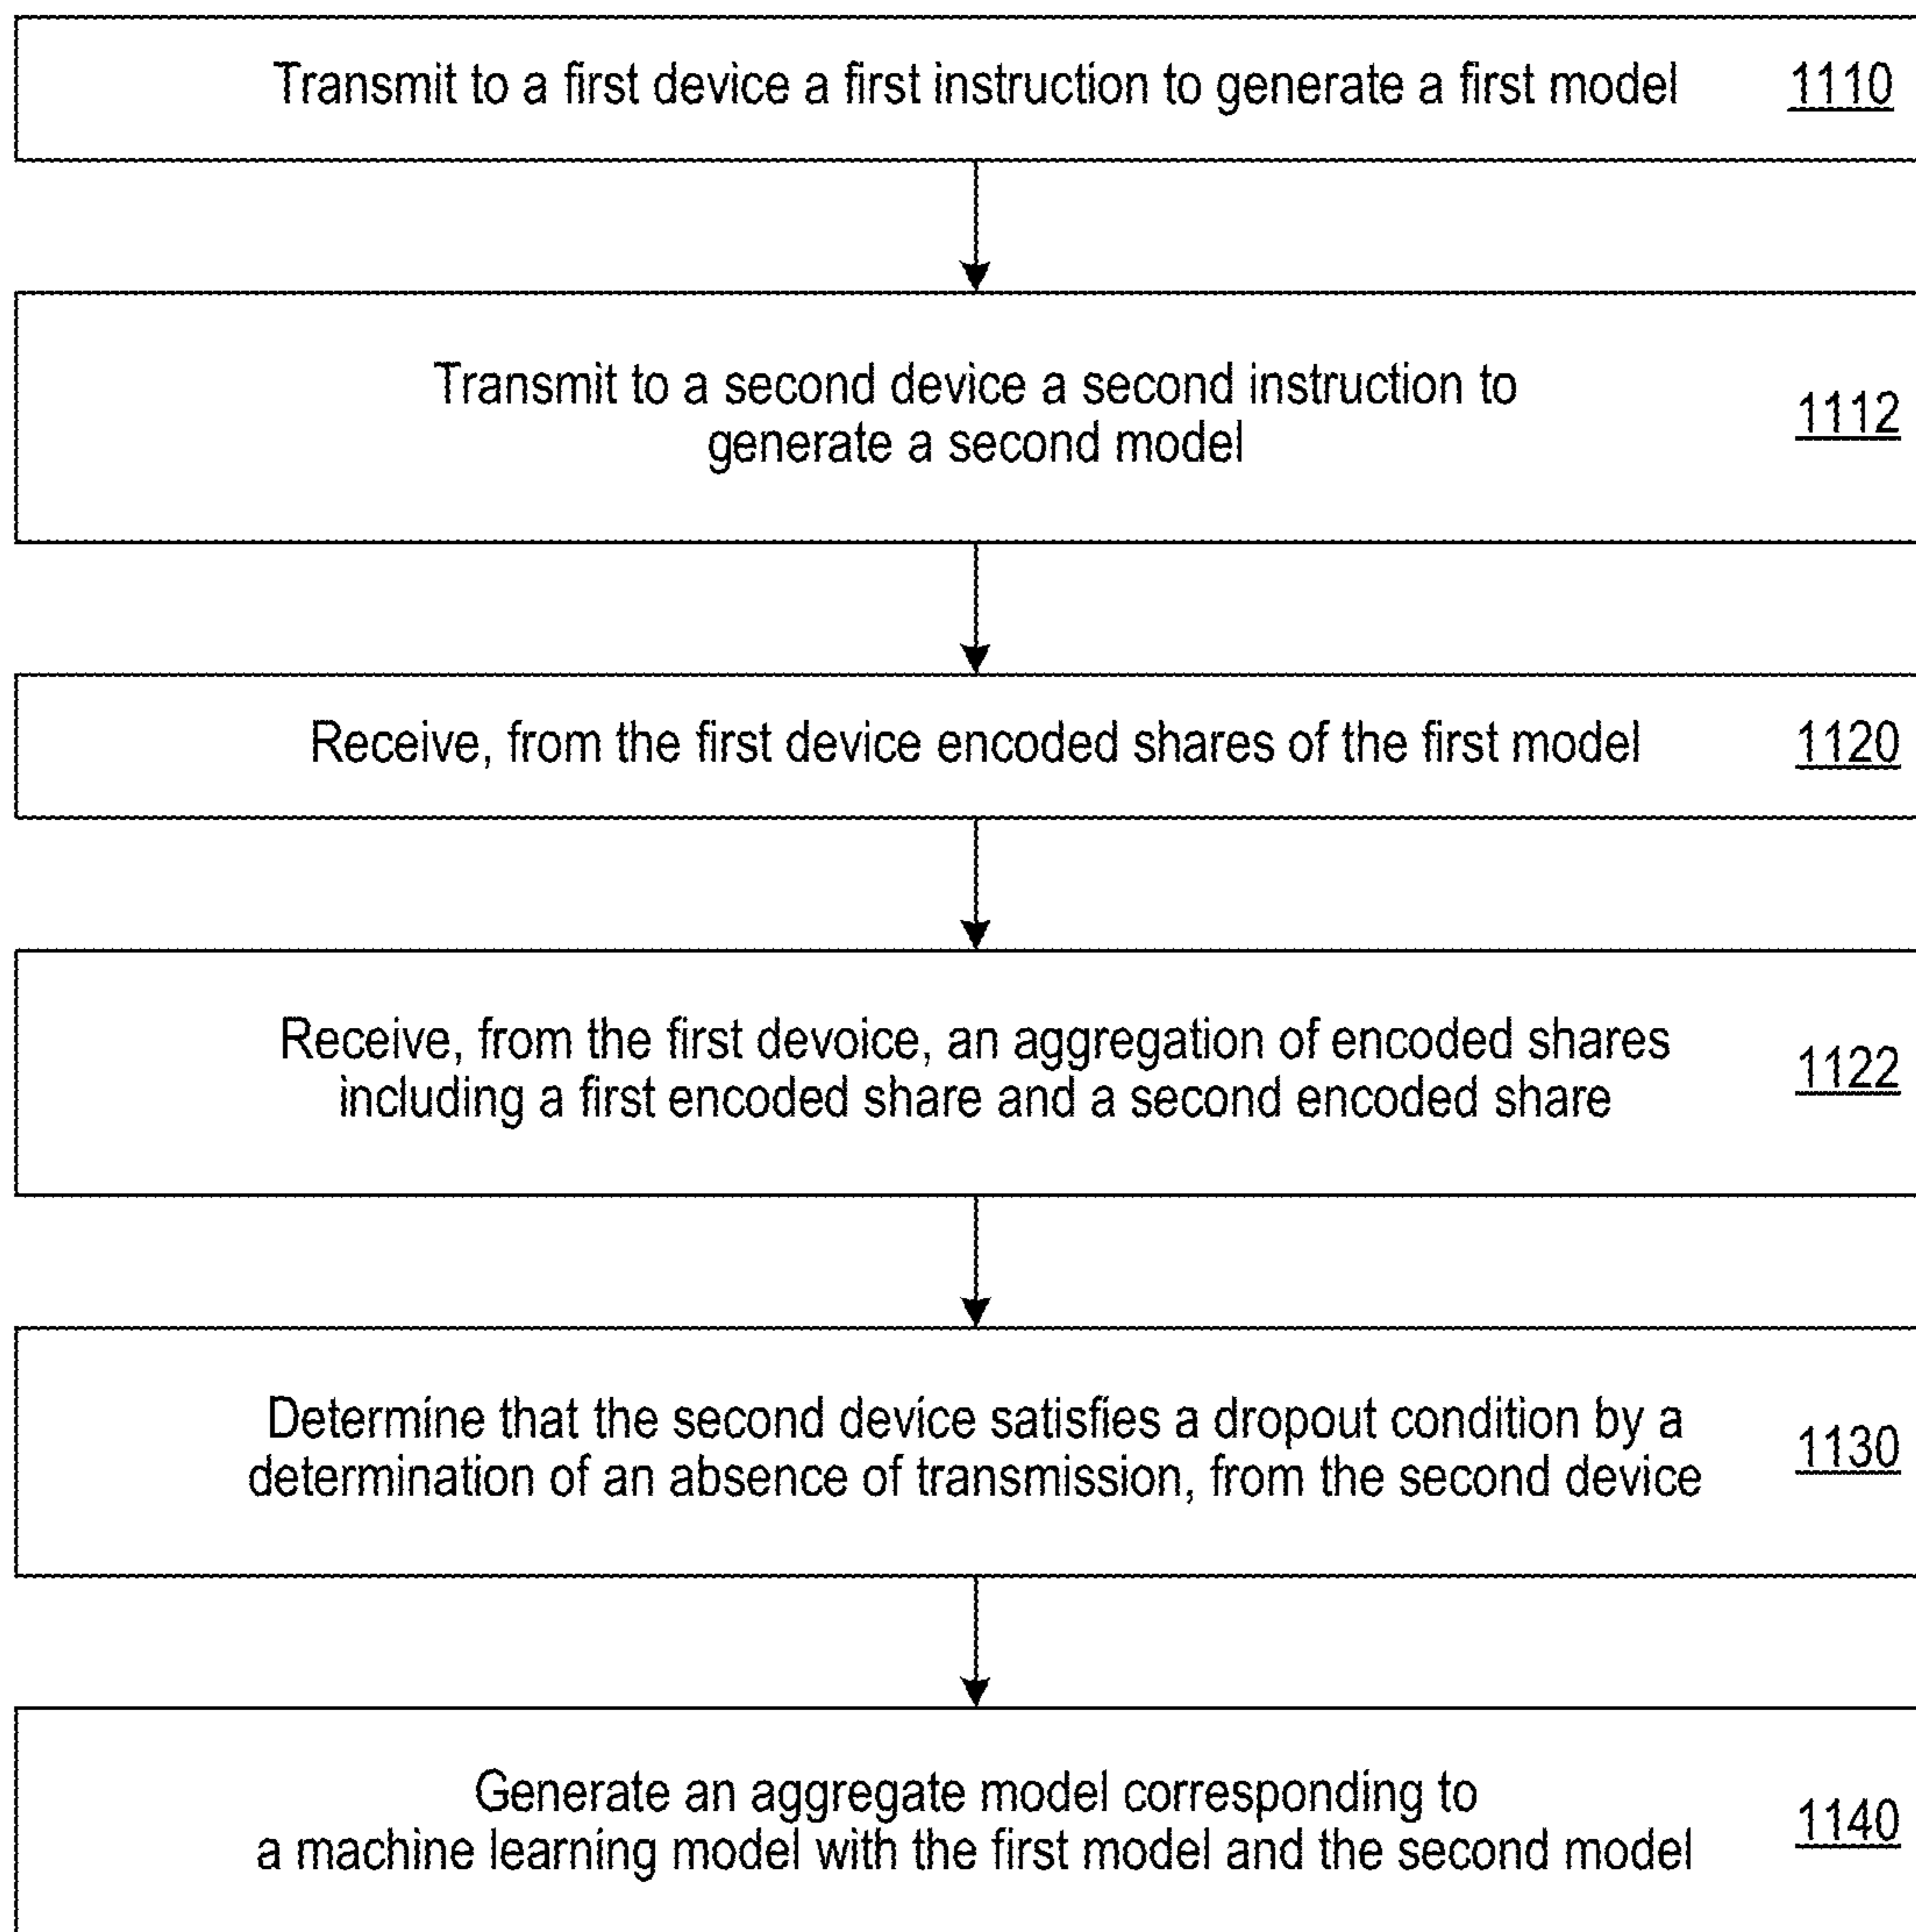 Transmit to a first device a first instruction to generate a first model 1110
Transmit to a second device a second instruction to
generate a second model
1112
Receive, from the first device encoded shares of the first model 1120
Receive, from the first devoice, an aggregation of encoded shares
including a first encoded share and a second encoded share
1122
Determine that the second device satisfies a dropout condition by a
determination of an absence of transmission, from the second device
1130
Generate an aggregate model corresponding to
a machine learning model with the first model and the second model
1140